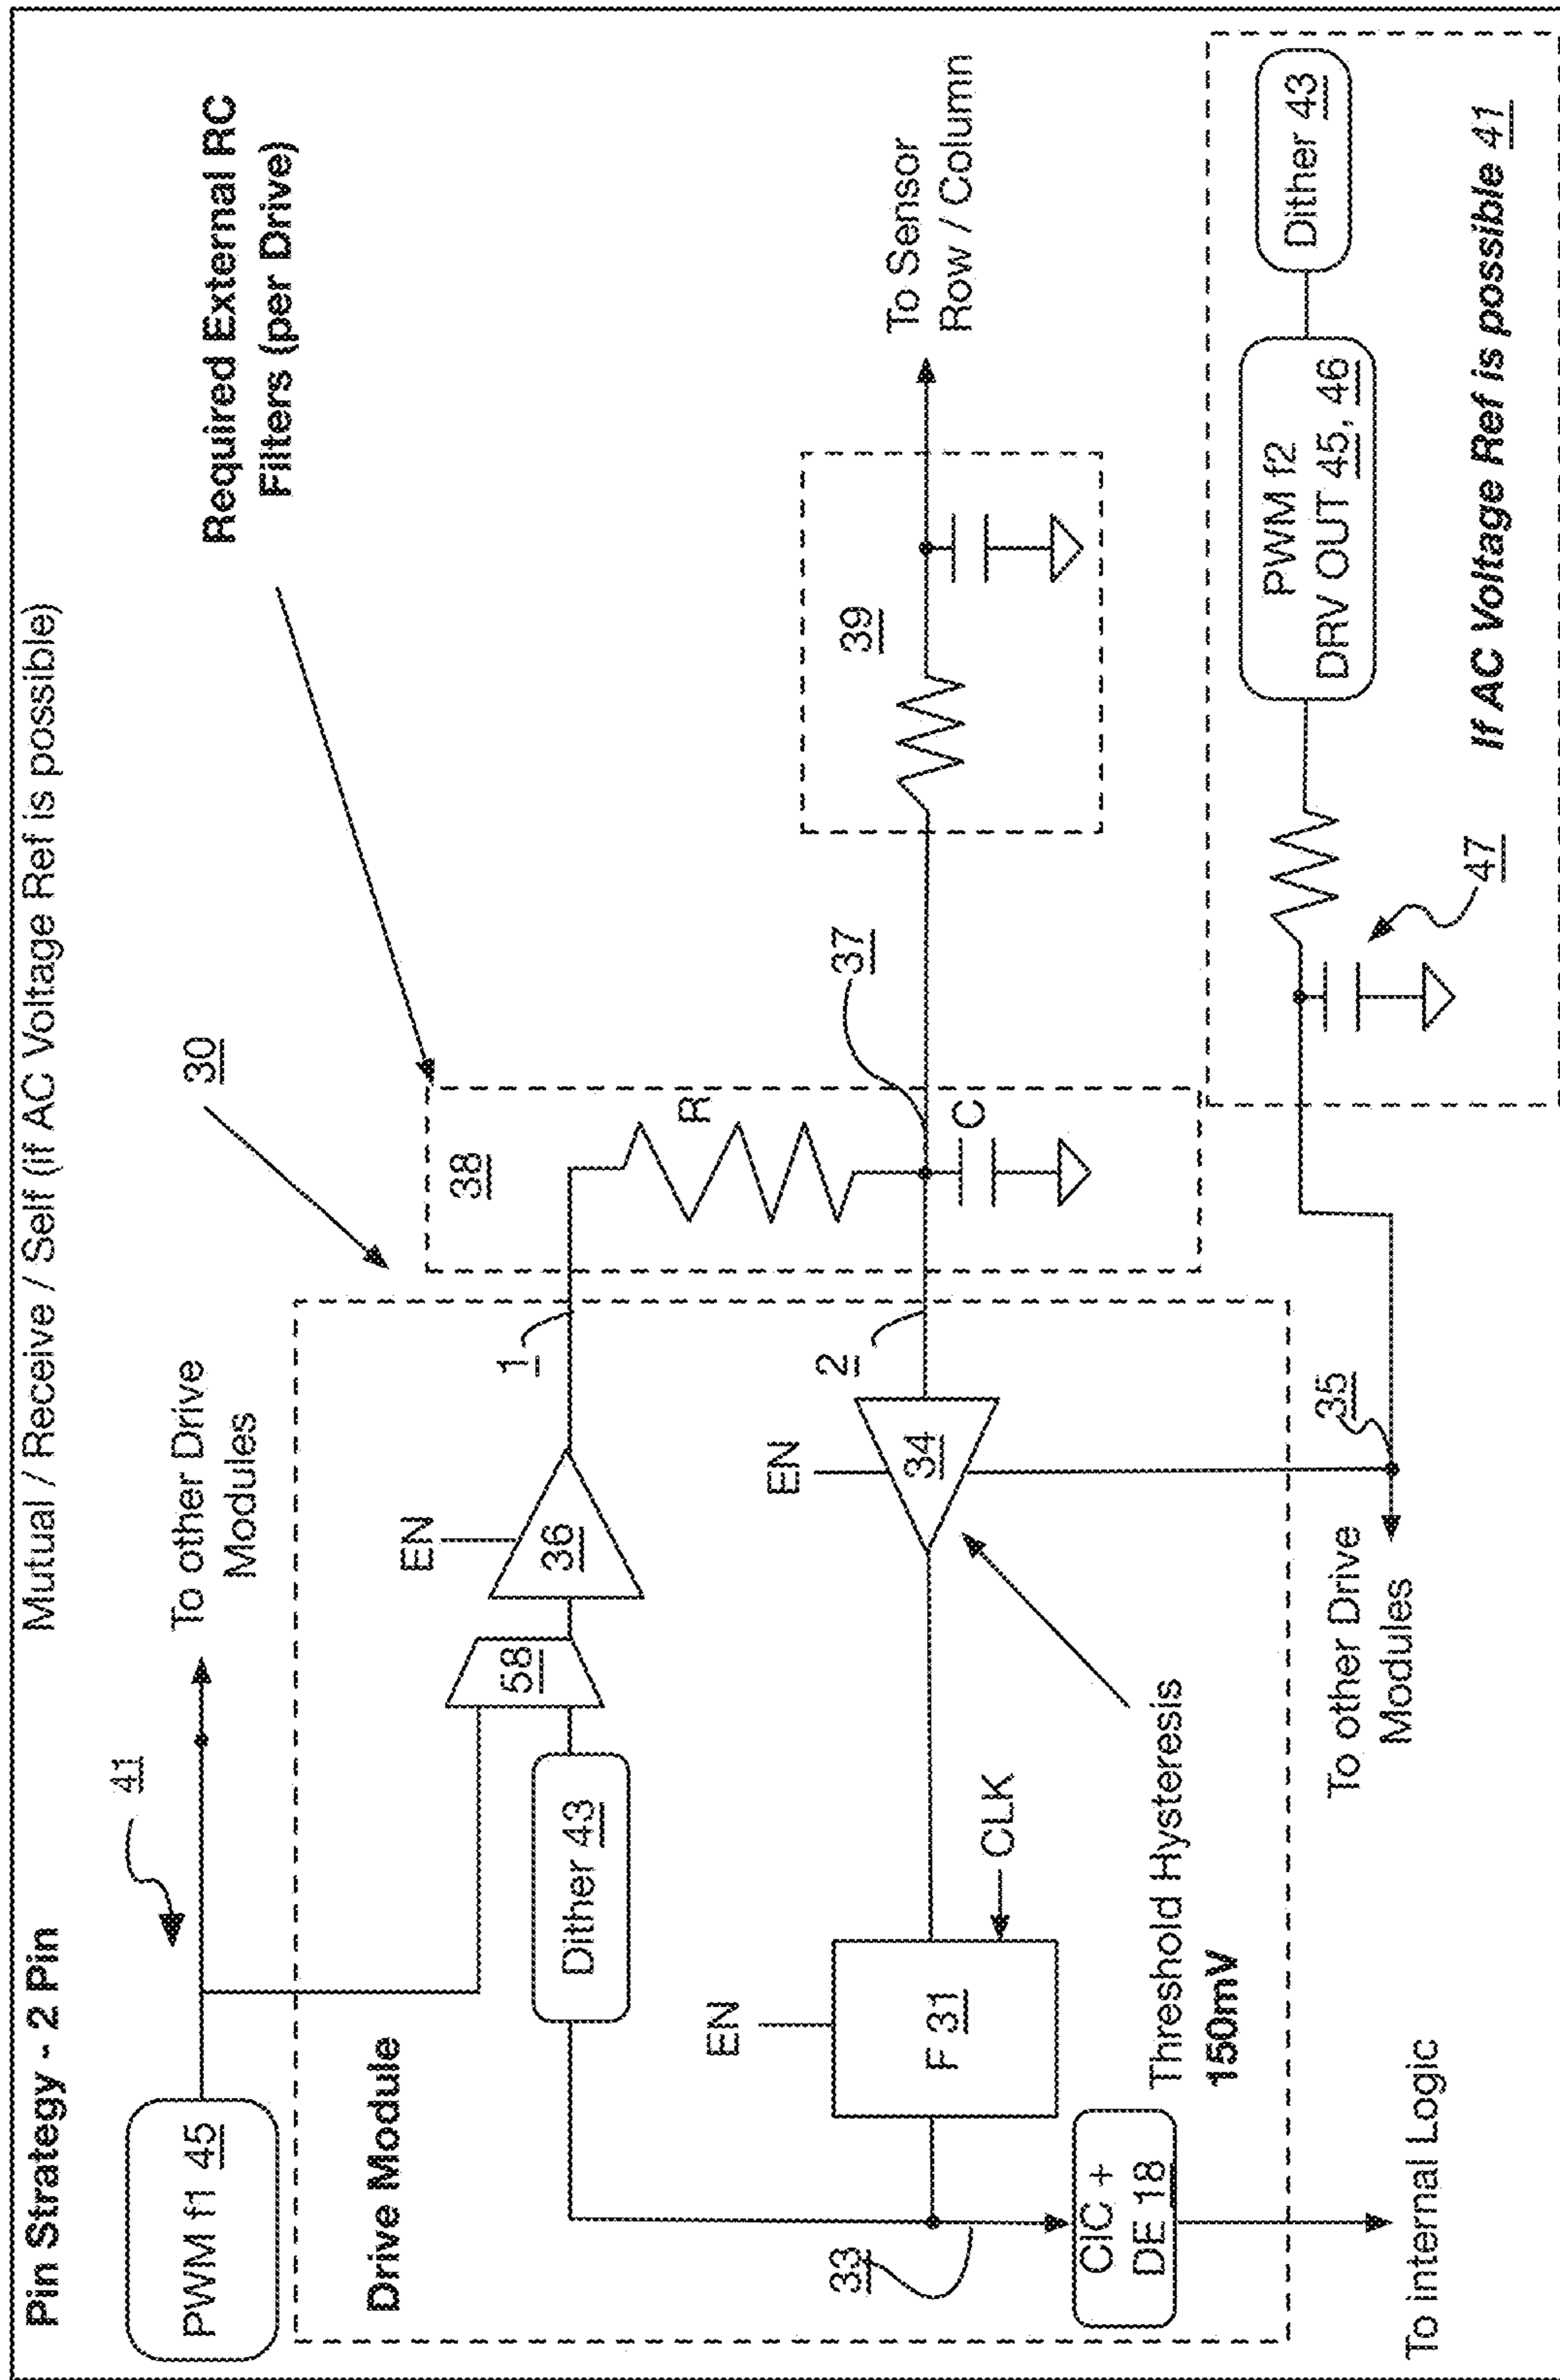 Pin Strategy - 2 Pin
Mutual / Receive / Self (if AC Voltage Ref is possible)
PWM f1 45
41
To other Drive
Modules
30
Required External RC
Filters (per Drive)
Drive Module
Dither 43
58
EN
36
1
38
R
37
C
39
To Sensor
Row / Column
33
EN
F 31
CLK
EN
34
2
CIC +
DE 18
Threshold Hysteresis
150mV
To internal Logic
To other Drive
Modules
35
47
PWM f2
DRV OUT 45, 46
Dither 43
If AC Voltage Ref is possible 41